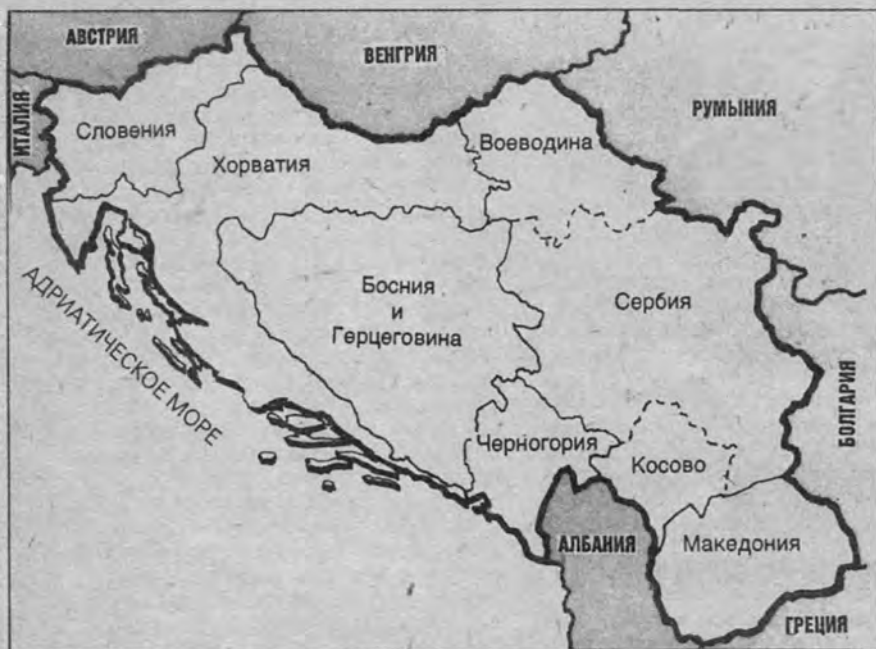 АВСТРИЯ
ВЕНГРИЯ
РУМЫНИЯ
ИТАЛИЯ
Словения
Хорватия
Воеводина
АДРИАТИЧЕСКОЕ МОРЕ
Босния
и
Герцеговина
Сербия
БОЛГАРИЯ
Черногория
Косово
АЛБАНИЯ
Македония
ГРЕЦИЯ